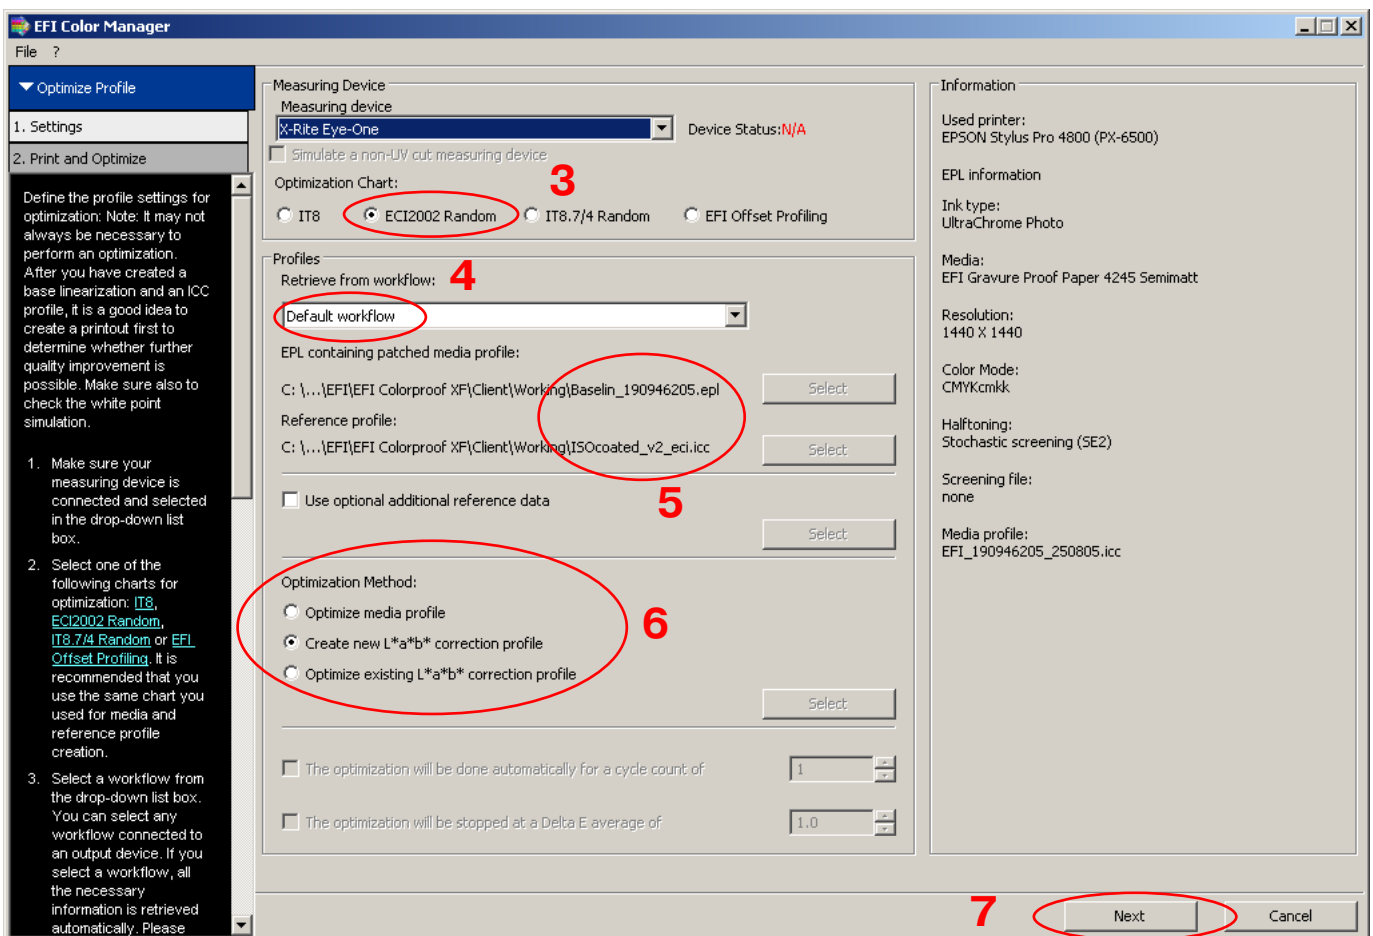 EFI Color Manager
File ?
Optimize Profile
1. Settings
2. Print and Optimize
Define the profile settings for
optimization: Note: It may not
always be necessary to
perform an optimization.
After you have created a
base linearization and an ICC
profile, it is a good idea to
create a printout first to
determine whether further
quality improvement is
possible. Make sure also to
check the white point
simulation.
1. Make sure your
measuring device is
connected and selected
in the drop-down list
box.
2. Select one of the
following charts for
optimization: IT8,
ECI2002 Random,
IT8.7/4 Random or EFI
Offset Profiling. It is
recommended that you
use the same chart you
used for media and
reference profile
creation.
3. Select a workflow from
the drop-down list box.
You can select any
workflow connected to
an output device. If you
select a workflow, all
the necessary
information is retrieved
automatically. Please
Measuring Device
Measuring device
X-Rite Eye-One
Device Status:N/A
Simulate a non-UV cut measuring device
Optimization Chart:
3
IT8 ECI2002 Random IT8.7/4 Random EFI Offset Profiling
Profiles
Retrieve from workflow:
4
Default workflow
EPL containing patched media profile:
C: \...\EFI\EFI Colorproof XF\Client\Working\Baselin_190946205.epl
Select
Reference profile:
C: \...\EFI\EFI Colorproof XF\Client\Working\ISOcoated_v2_eci.icc
Select
5
Use optional additional reference data
Select
Optimization Method:
Optimize media profile
6
Create new L*a*b* correction profile
Optimize existing L*a*b* correction profile
Select
The optimization will be done automatically for a cycle count of
1
The optimization will be stopped at a Delta E average of
1.0
Information
Used printer:
EPSON Stylus Pro 4800 (PX-6500)
EPL information
Ink type:
UltraChrome Photo
Media:
EFI Gravure Proof Paper 4245 Semimatt
Resolution:
1440 X 1440
Color Mode:
CMYKcmkk
Halftoning:
Stochastic screening (SE2)
Screening file:
none
Media profile:
EFI_190946205_250805.icc
7
Next
Cancel